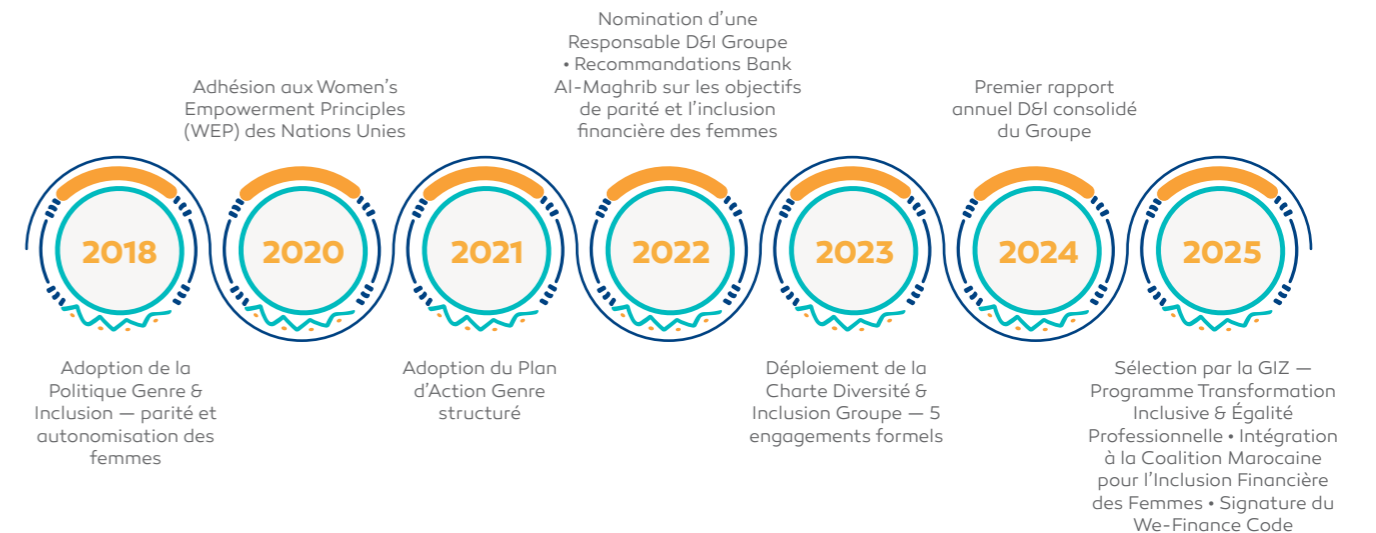 2018
Adoption de la
Politique Genre &
Inclusion — parité et
autonomisation des
femmes
Adhésion aux Women's
Empowerment Principles
(WEP) des Nations Unies
2020
2021
Adoption du Plan
d'Action Genre
structuré
Nomination d'une
Responsable D&I Groupe
• Recommandations Bank
Al-Maghrib sur les objectifs
de parité et l'inclusion
financière des femmes
2022
2023
Déploiement de la
Charte Diversité &
Inclusion Groupe — 5
engagements formels
Premier rapport
annuel D&I consolidé
du Groupe
2024
2025
Sélection par la GIZ —
Programme Transformation
Inclusive & Égalité
Professionnelle • Intégration
à la Coalition Marocaine
pour l'Inclusion Financière
des Femmes • Signature du
We-Finance Code